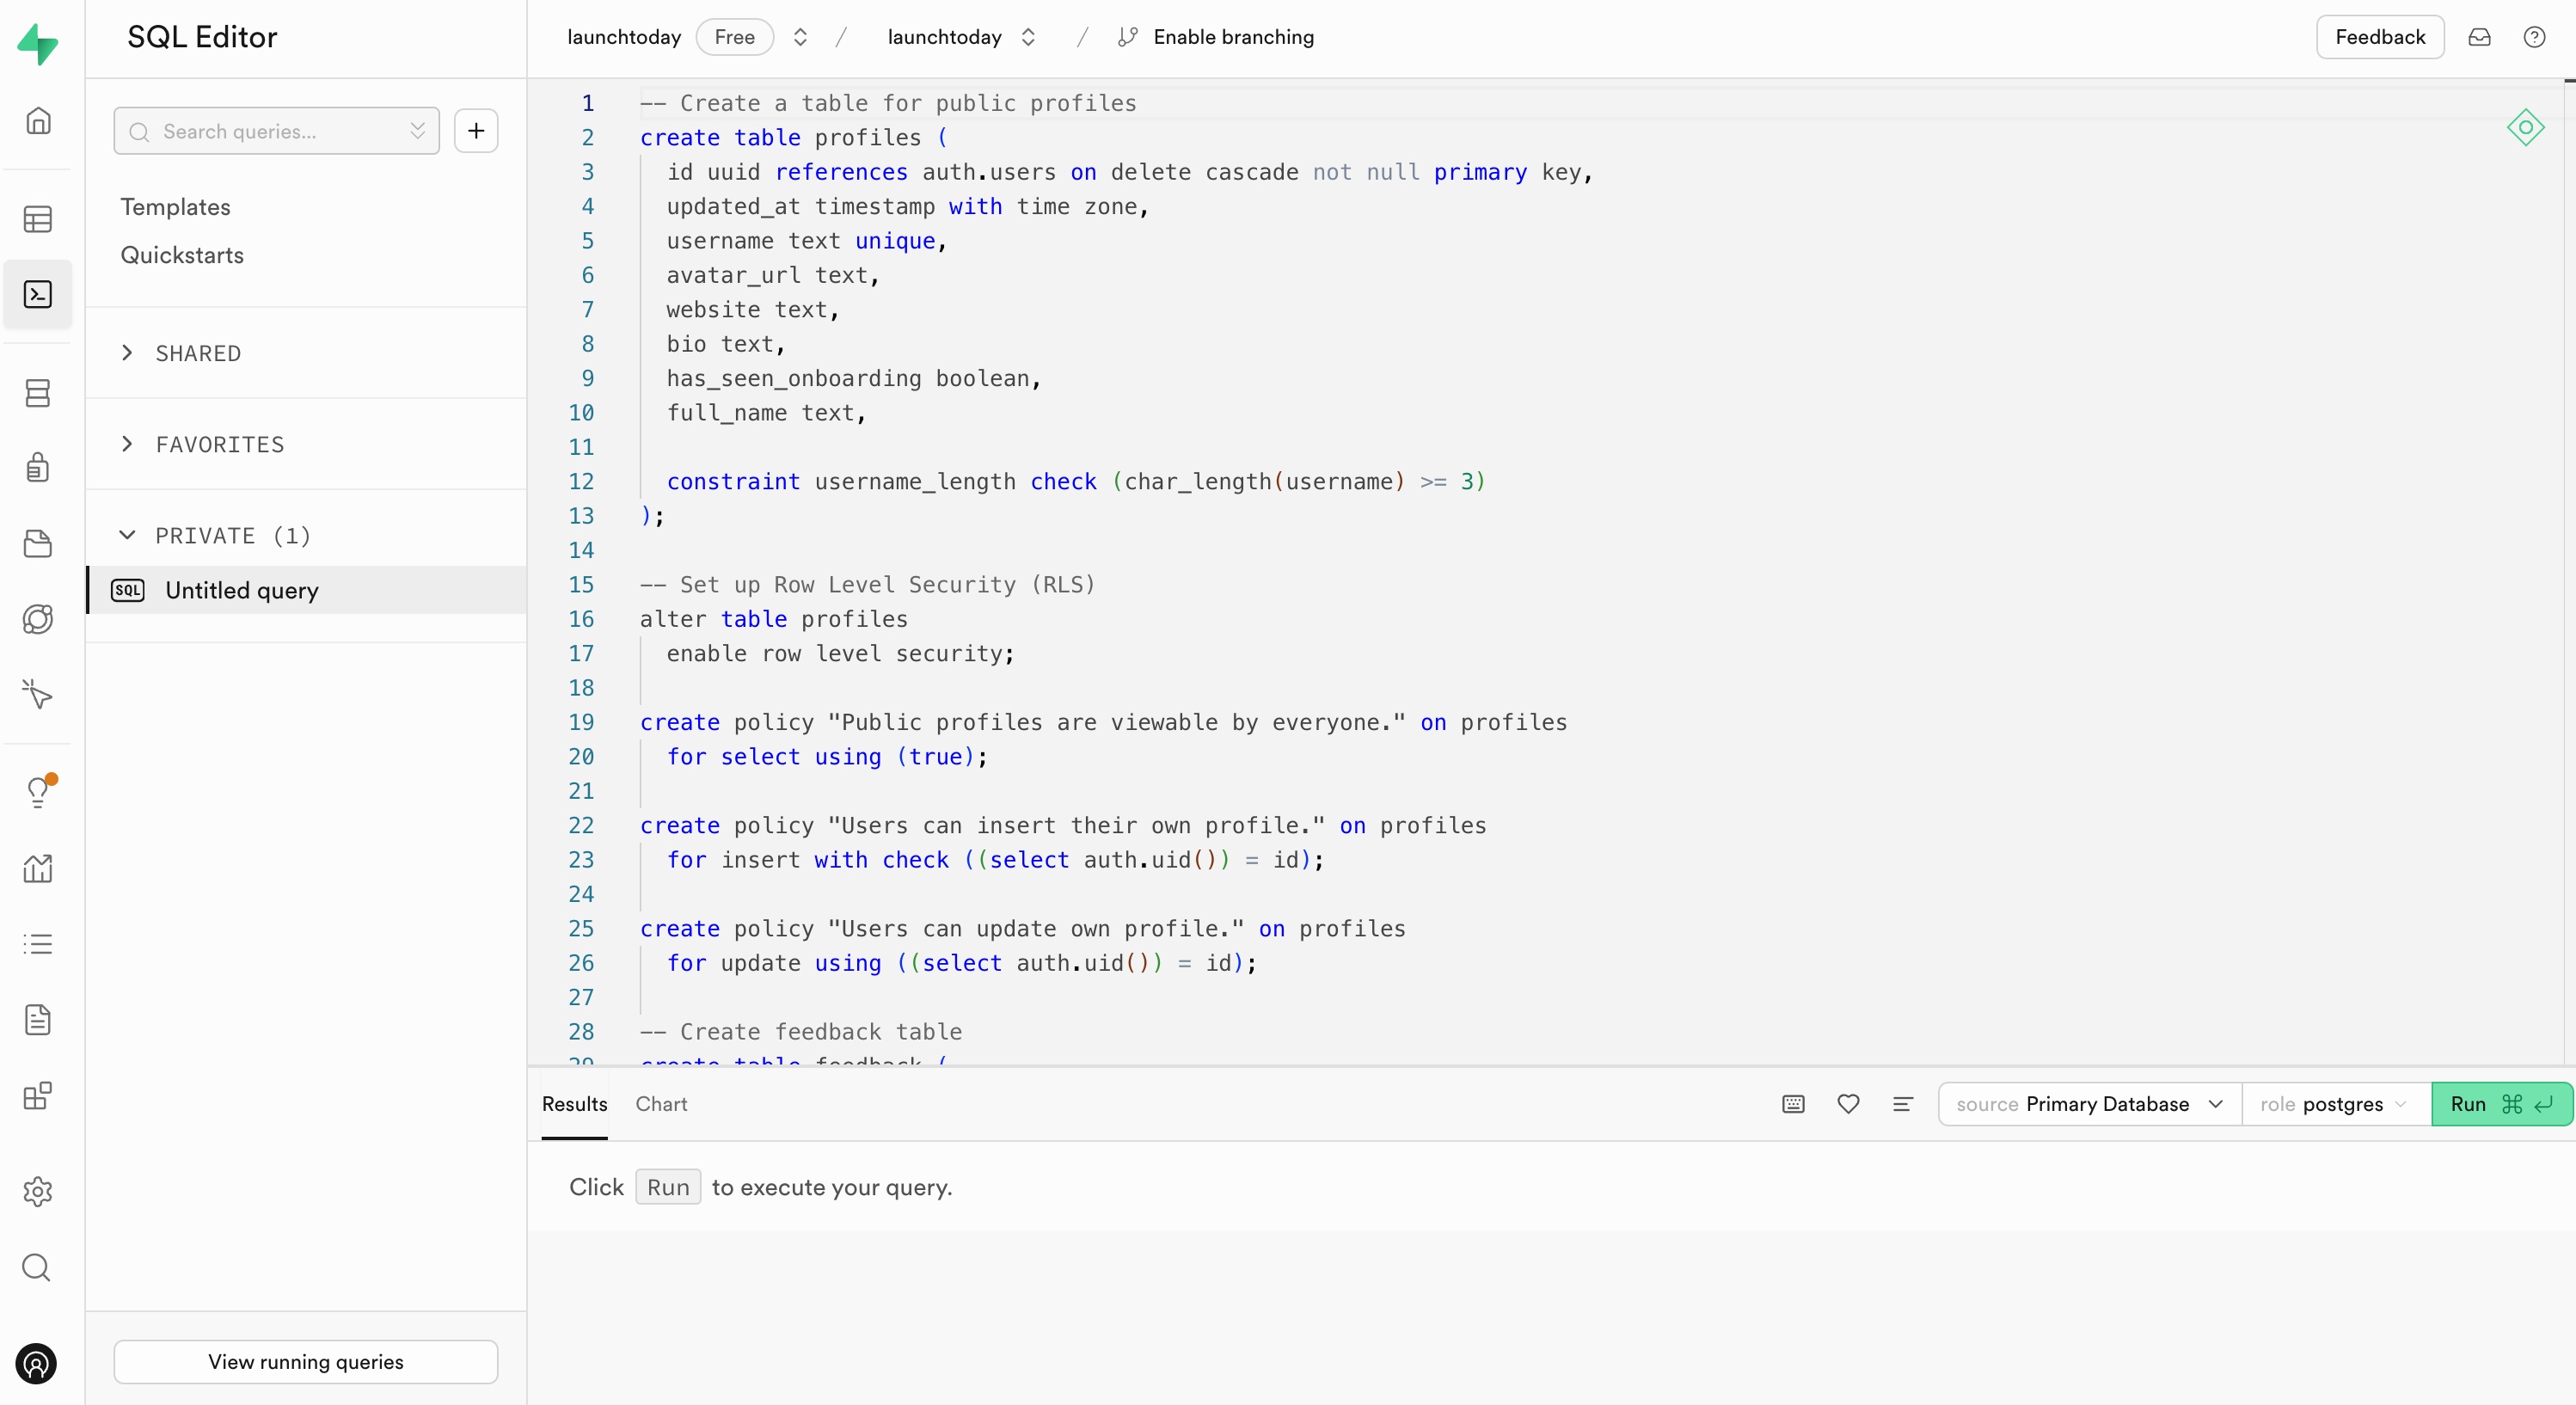 SQL Editor
launchtoday Free / launchtoday / Enable branching
Feedback
Search queries...
Templates
Quickstarts
SHARED
FAVORITES
PRIVATE (1)
SQL Untitled query
View running queries
1 -- Create a table for public profiles
2 create table profiles (
3 id uuid references auth.users on delete cascade not null primary key,
4 updated_at timestamp with time zone,
5 username text unique,
6 avatar_url text,
7 website text,
8 bio text,
9 has_seen_onboarding boolean,
10 full_name text,
11
12 constraint username_length check (char_length(username) >= 3)
13 );
14
15 -- Set up Row Level Security (RLS)
16 alter table profiles
17 enable row level security;
18
19 create policy "Public profiles are viewable by everyone." on profiles
20 for select using (true);
21
22 create policy "Users can insert their own profile." on profiles
23 for insert with check ((select auth.uid()) = id);
24
25 create policy "Users can update own profile." on profiles
26 for update using ((select auth.uid()) = id);
27
28 -- Create feedback table
29 create table feedback (
Results Chart
source Primary Database role postgres Run ⌘ ↵
Click Run to execute your query.